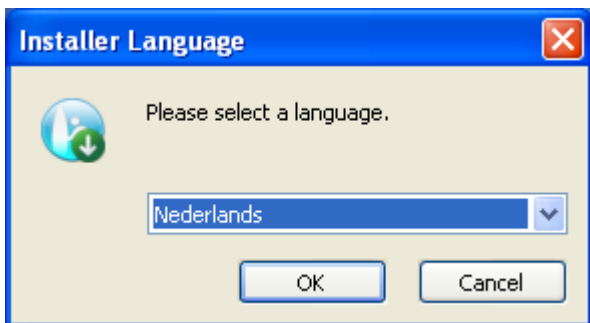 Installer Language
Please select a language.
Nederlands
OK
Cancel